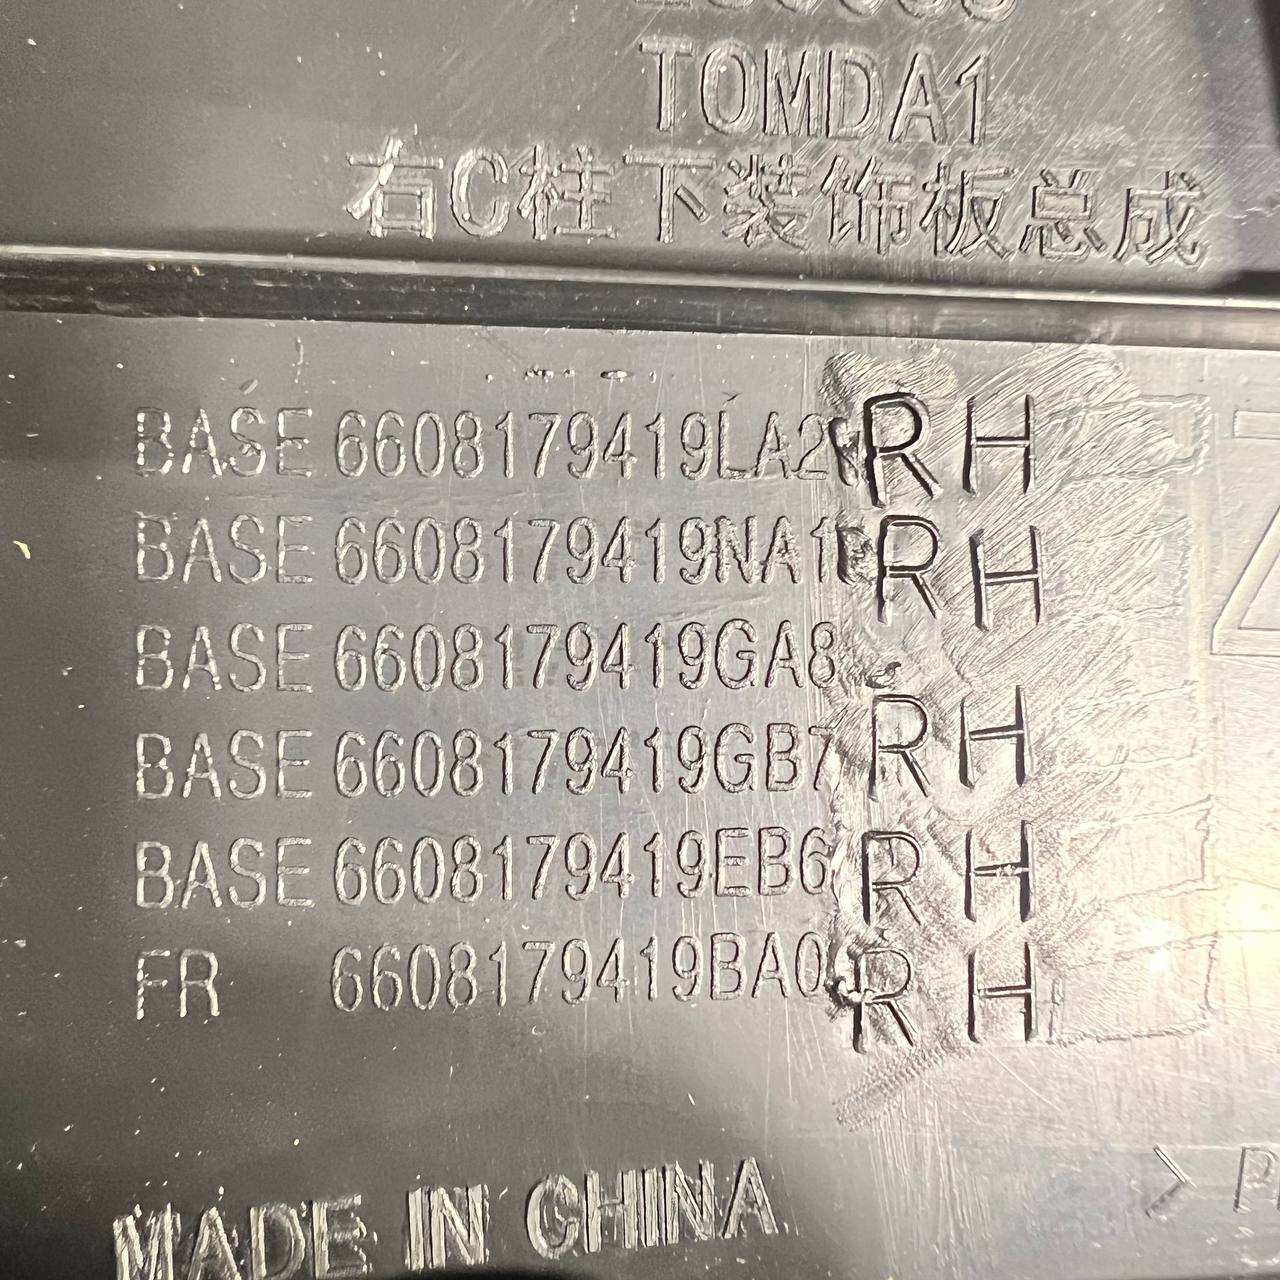 TOMDA1
右C柱下装饰板总成
BASE 6608179419LA2 RH
BASE 6608179419NA1 RH
BASE 6608179419GA8
BASE 6608179419GB7 RH
BASE 6608179419EB6 RH
FR 6608179419BA0 RH
MADE IN CHINA